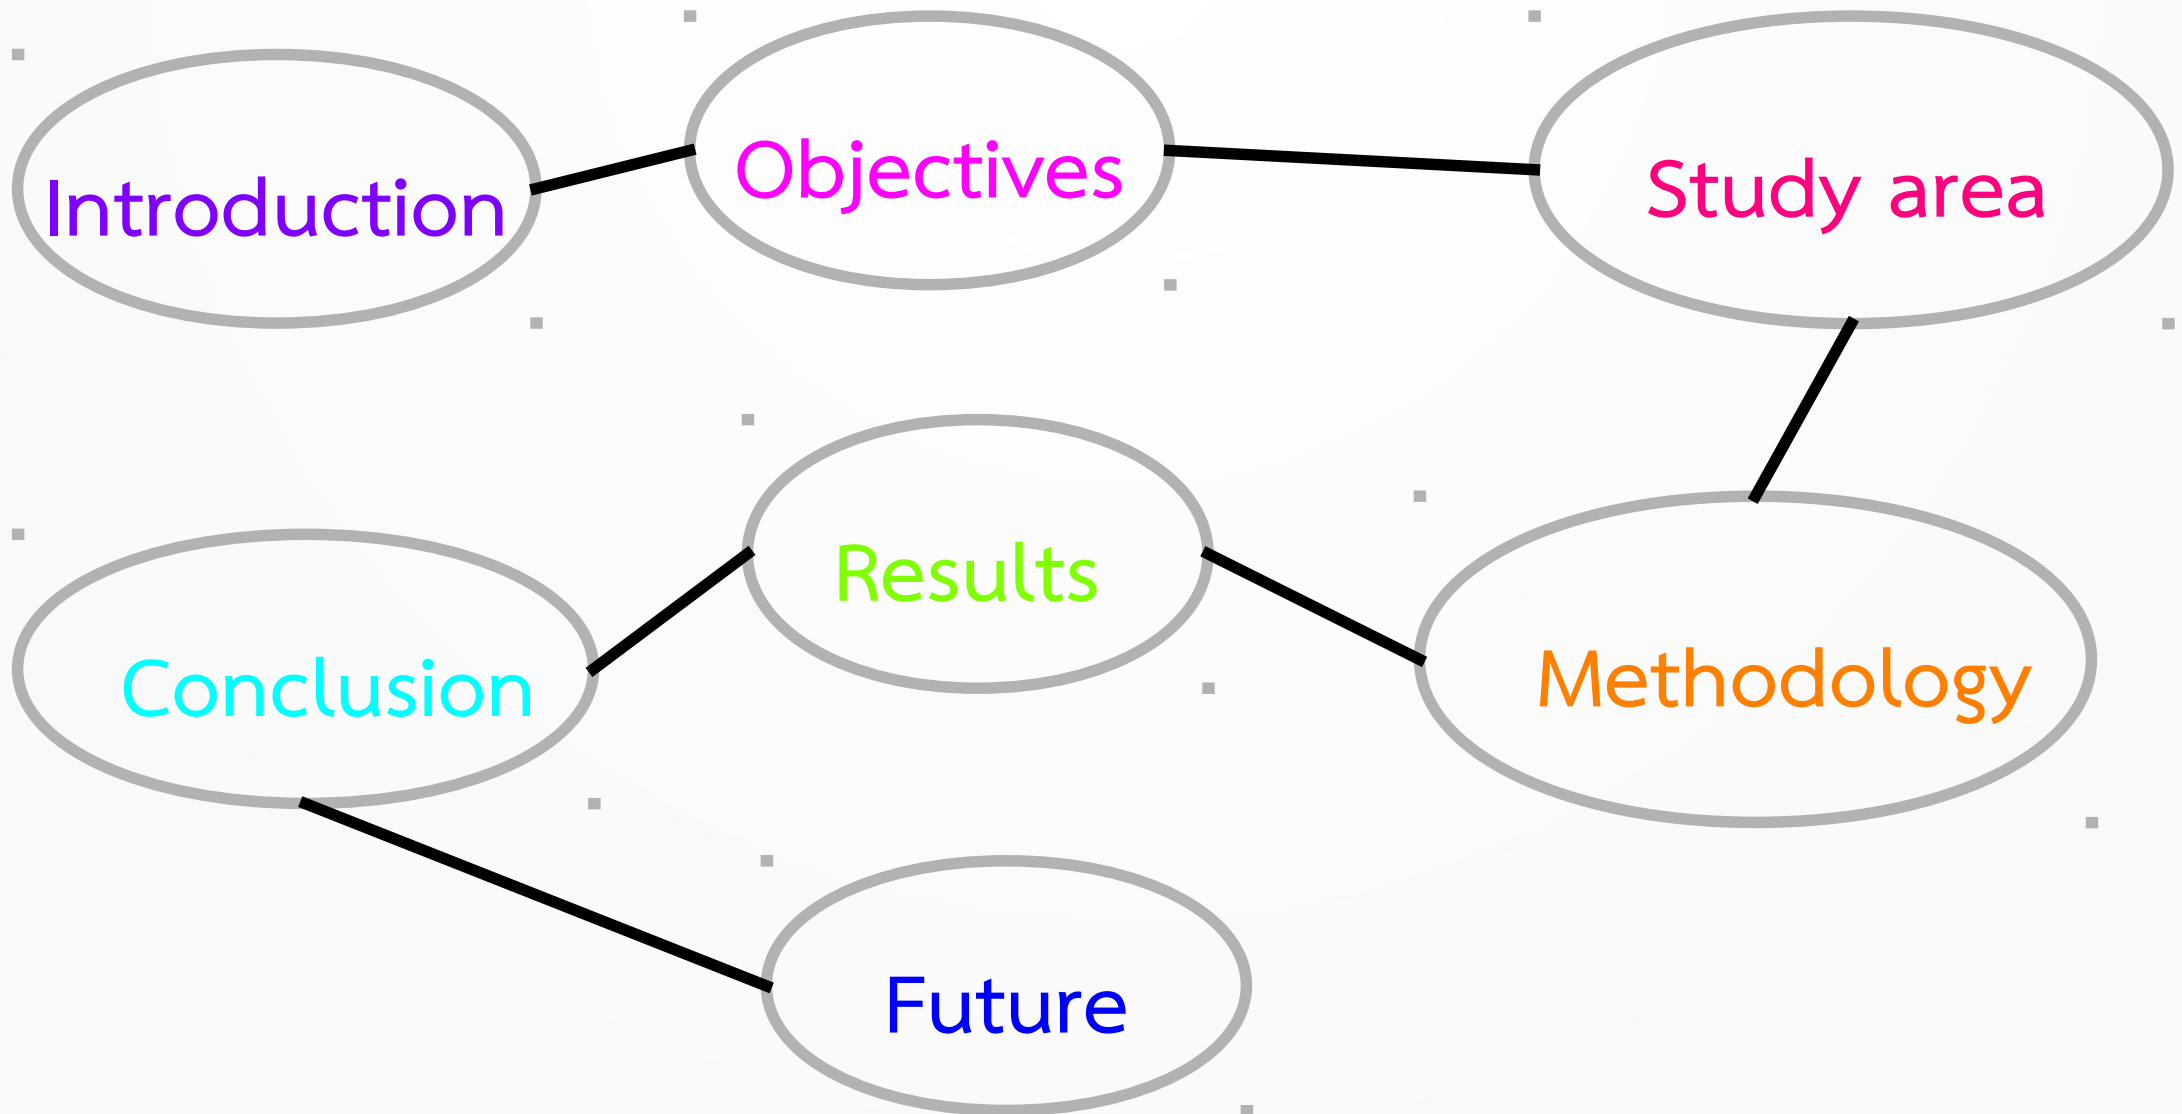 Introduction
Objectives
Study area
Methodology
Results
Conclusion
Future